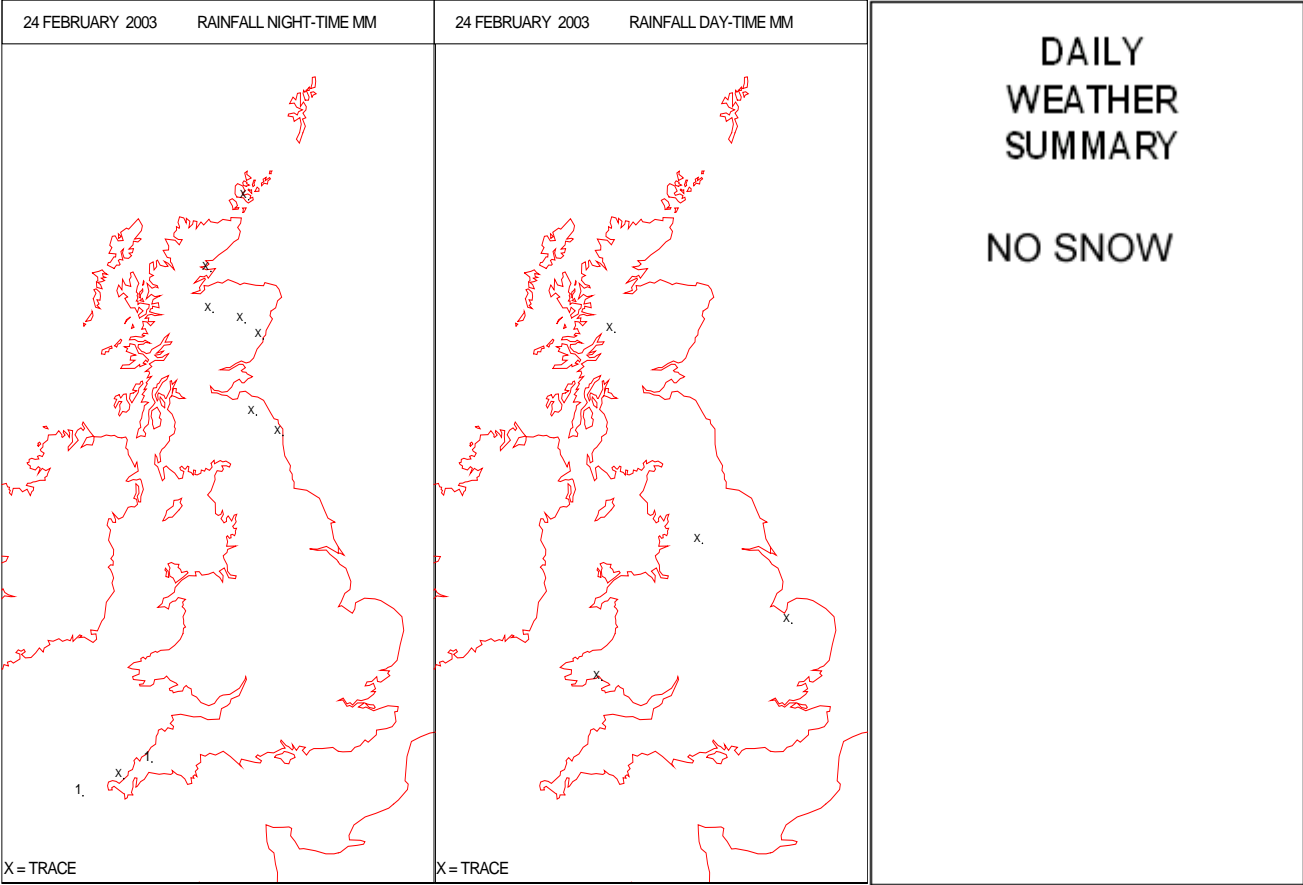 24 FEBRUARY 2003 RAINFALL NIGHT-TIME MM
X.
X.
X.
X.
X.
X.
X.
1.
X.
1.
X = TRACE
24 FEBRUARY 2003 RAINFALL DAY-TIME MM
X.
X.
X.
X.
X = TRACE
DAILY
WEATHER
SUMMARY
NO SNOW